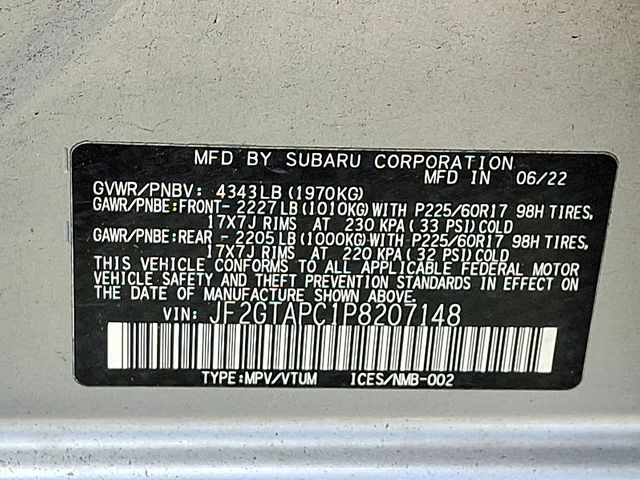 MFD BY SUBARU CORPORATION
MFD IN 06/22
GVWR/PNBV: 4343LB(1970KG)
GAWR/PNBE:FRONT- 2227LB(1010KG)WITH P225/60R17 98H TIRES,
17X7J RIMS AT 230 KPA(33 PSI)COLD
GAWR/PNBE:REAR - 2205LB(1000KG)WITH P225/60R17 98H TIRES,
17X7J RIMS AT 220 KPA(32 PSI)COLD
THIS VEHICLE CONFORMS TO ALL APPLICABLE FEDERAL MOTOR
VEHICLE SAFETY AND THEFT PREVENTION STANDARDS IN EFFECT ON
THE DATE OF MANUFACTURE SHOWN ABOVE.
VIN: JF2GTAPC1P8207148
TYPE:MPV/VTUM ICES/NMB-002